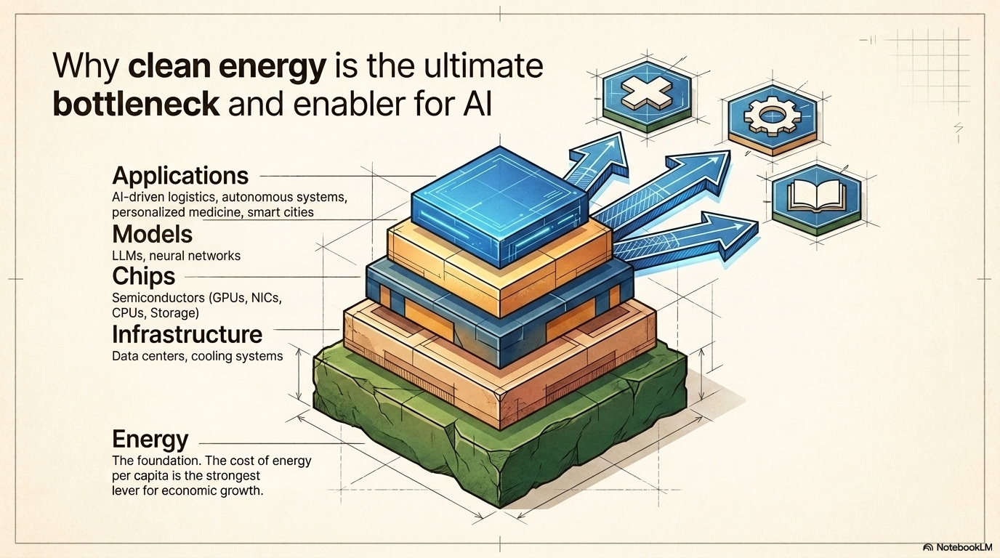 Why clean energy is the ultimate
bottleneck and enabler for AI
Applications
AI-driven logistics, autonomous systems,
personalized medicine, smart cities
Models
LLMs, neural networks
Chips
Semiconductors (GPUs, NICs,
CPUs, Storage)
Infrastructure
Data centers, cooling systems
Energy
The foundation. The cost of energy
per capita is the strongest
lever for economic growth.
NotebookLM